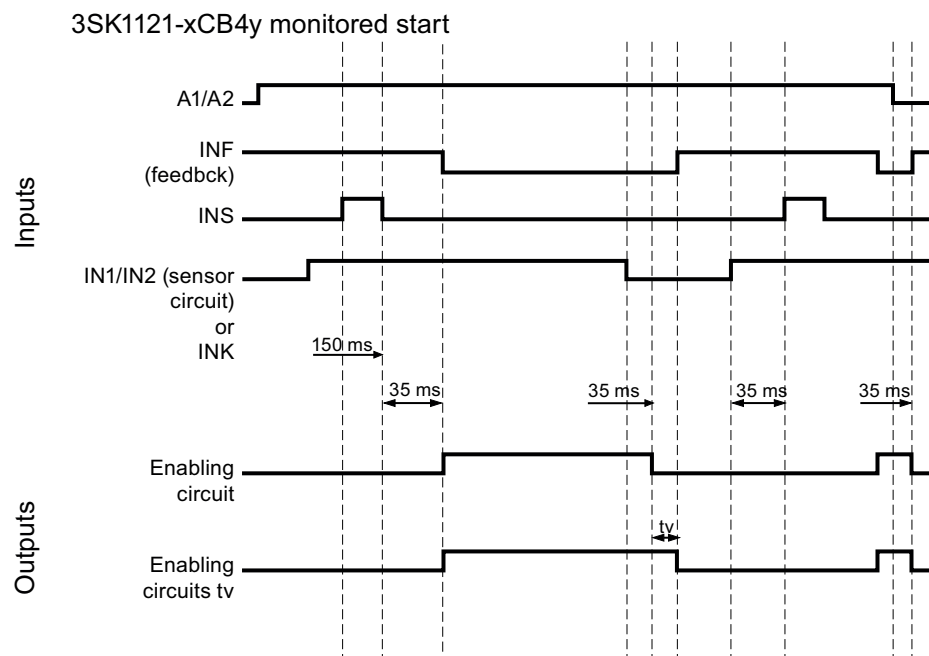 3SK1121-xCB4y monitored start
Inputs
A1/A2
INF
(feedbck)
INS
IN1/IN2 (sensor
circuit)
or
INK
150 ms
35 ms
35 ms
35 ms
35 ms
Outputs
Enabling
circuit
tv
Enabling
circuits tv